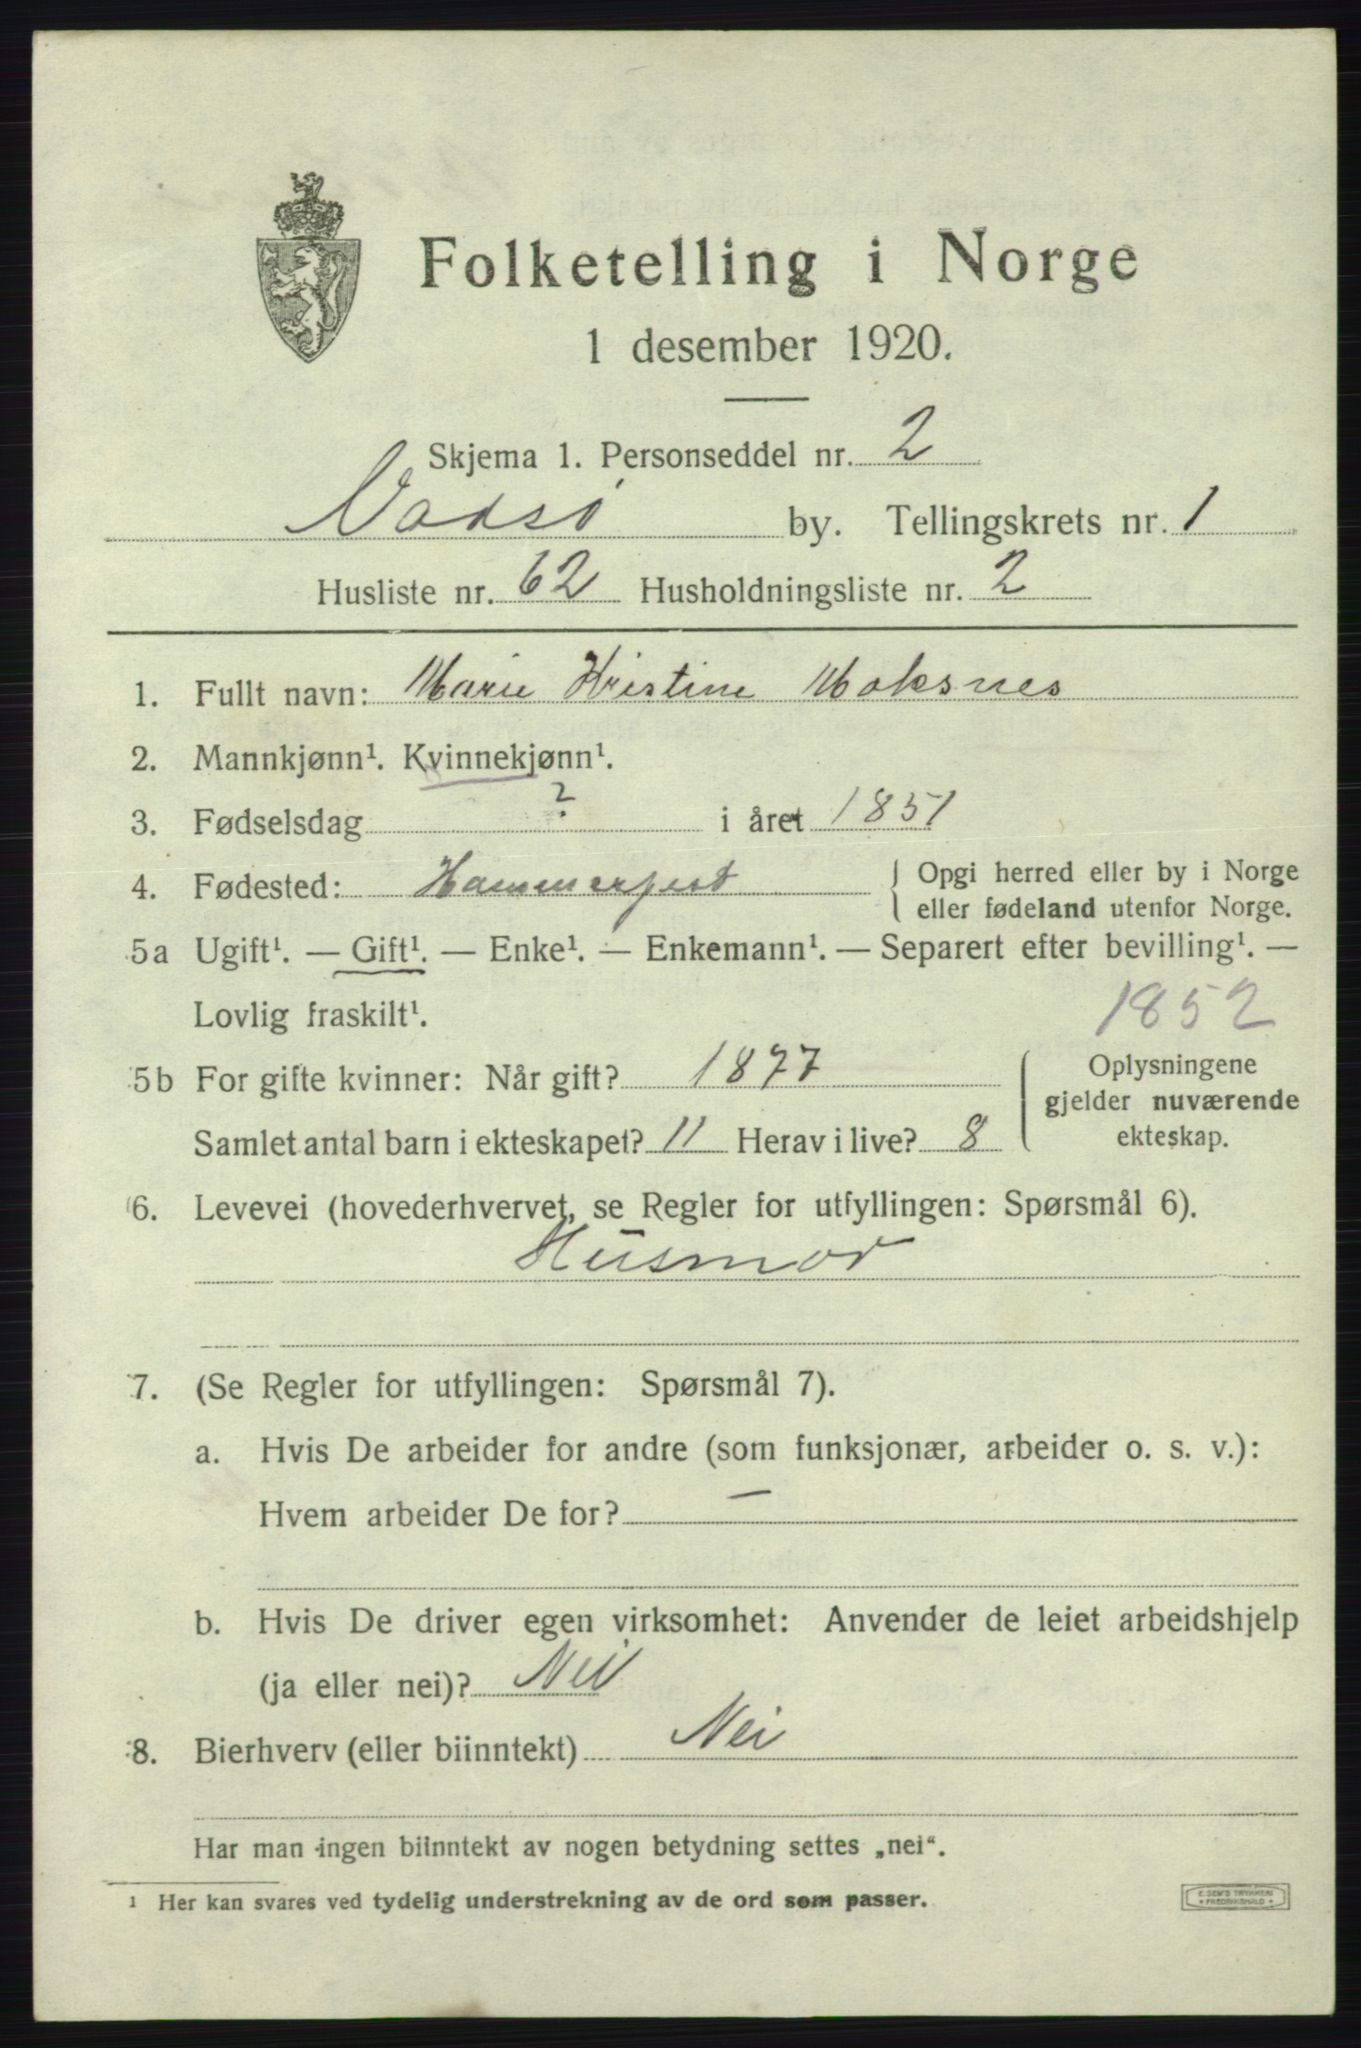 Folketelling i Norge
1 desember 1920.
Skjema 1. Personseddel nr. 2
Vadsø by. Tellingskrets nr. 1
Husliste nr. 62 Husholdningsliste nr. 2
1. Fullt navn: Marie Kristine Moksnes
2. Mannkjønn¹. Kvinnekjønn¹.
3. Fødselsdag ? i året 1851
4. Fødested: Hammerfest { Opgi herred eller by i Norge
eller fødeland utenfor Norge.
5a Ugift¹. — Gift¹. — Enke¹. — Enkemann¹. — Separert efter bevilling¹. —
Lovlig fraskilt¹. 1852
5b For gifte kvinner: Når gift? 1877
Samlet antal barn i ekteskapet? 11 Herav i live? 8
{ Oplysningene
gjelder nuværende
ekteskap.
6. Levevei (hovederhvervet, se Regler for utfyllingen: Spørsmål 6).
Husmor
7. (Se Regler for utfyllingen: Spørsmål 7).
a. Hvis De arbeider for andre (som funksjonær, arbeider o. s. v.):
Hvem arbeider De for? —
b. Hvis De driver egen virksomhet: Anvender de leiet arbeidshjelp
(ja eller nei)? Nei
8. Bierhverv (eller biinntekt) Nei
Har man ingen biinntekt av nogen betydning settes „nei“.
1 Her kan svares ved tydelig understrekning av de ord som passer.
E. SEM'S TRYKKERI
* FREDRIKSHALD *